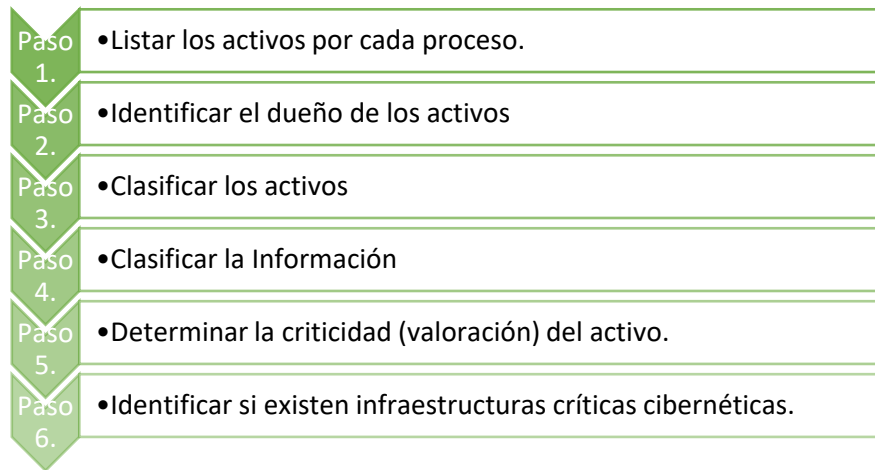 Paso
1.
•Listar los activos por cada proceso.
Paso
2.
•Identificar el dueño de los activos
Paso
3.
•Clasificar los activos
Paso
4.
•Clasificar la Información
Paso
5.
•Determinar la criticidad (valoración) del activo.
Paso
6.
•Identificar si existen infraestructuras críticas cibernéticas.